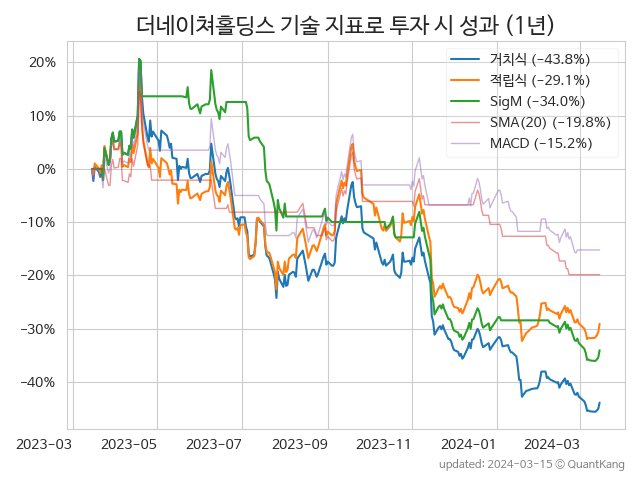 더네이쳐홀딩스 기술 지표로 투자 시 성과 (1년)
거치식 (−43.8%)
적립식 (−29.1%)
SigM (−34.0%)
SMA(20) (−19.8%)
MACD (−15.2%)
20%
10%
0%
−10%
−20%
−30%
−40%
2023−03 2023−05 2023−07 2023−09 2023−11 2024−01 2024−03
updated: 2024−03−15 © QuantKang